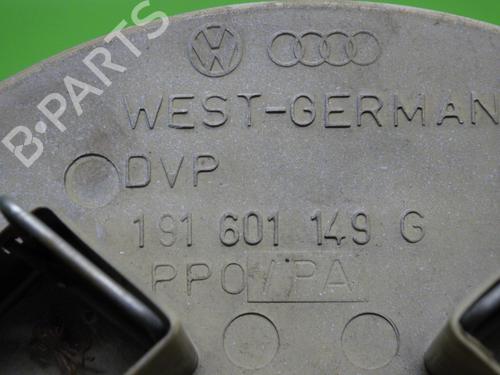 B-PARTS
WEST-GERMAN
DVP
191 601 149 G
PPO/PA